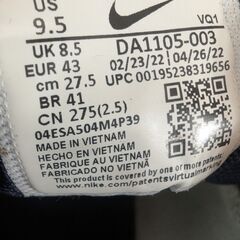 US
9.5
VQ1
UK 8.5
DA1105-003
EUR 43
02/23/22
04/26/22
cm 27.5
UPC 00195238319656
BR 41
CN 275(2.5)
04ESA504M4P39
MADE IN VIETNAM
HECHO EN VIETNAM
FABRIQUÉ AU VIETNAM
FABRICADO NO VIETNÃ
This product may be
covered by one or more patents:
www.nike.com/patentsvirtualmarking